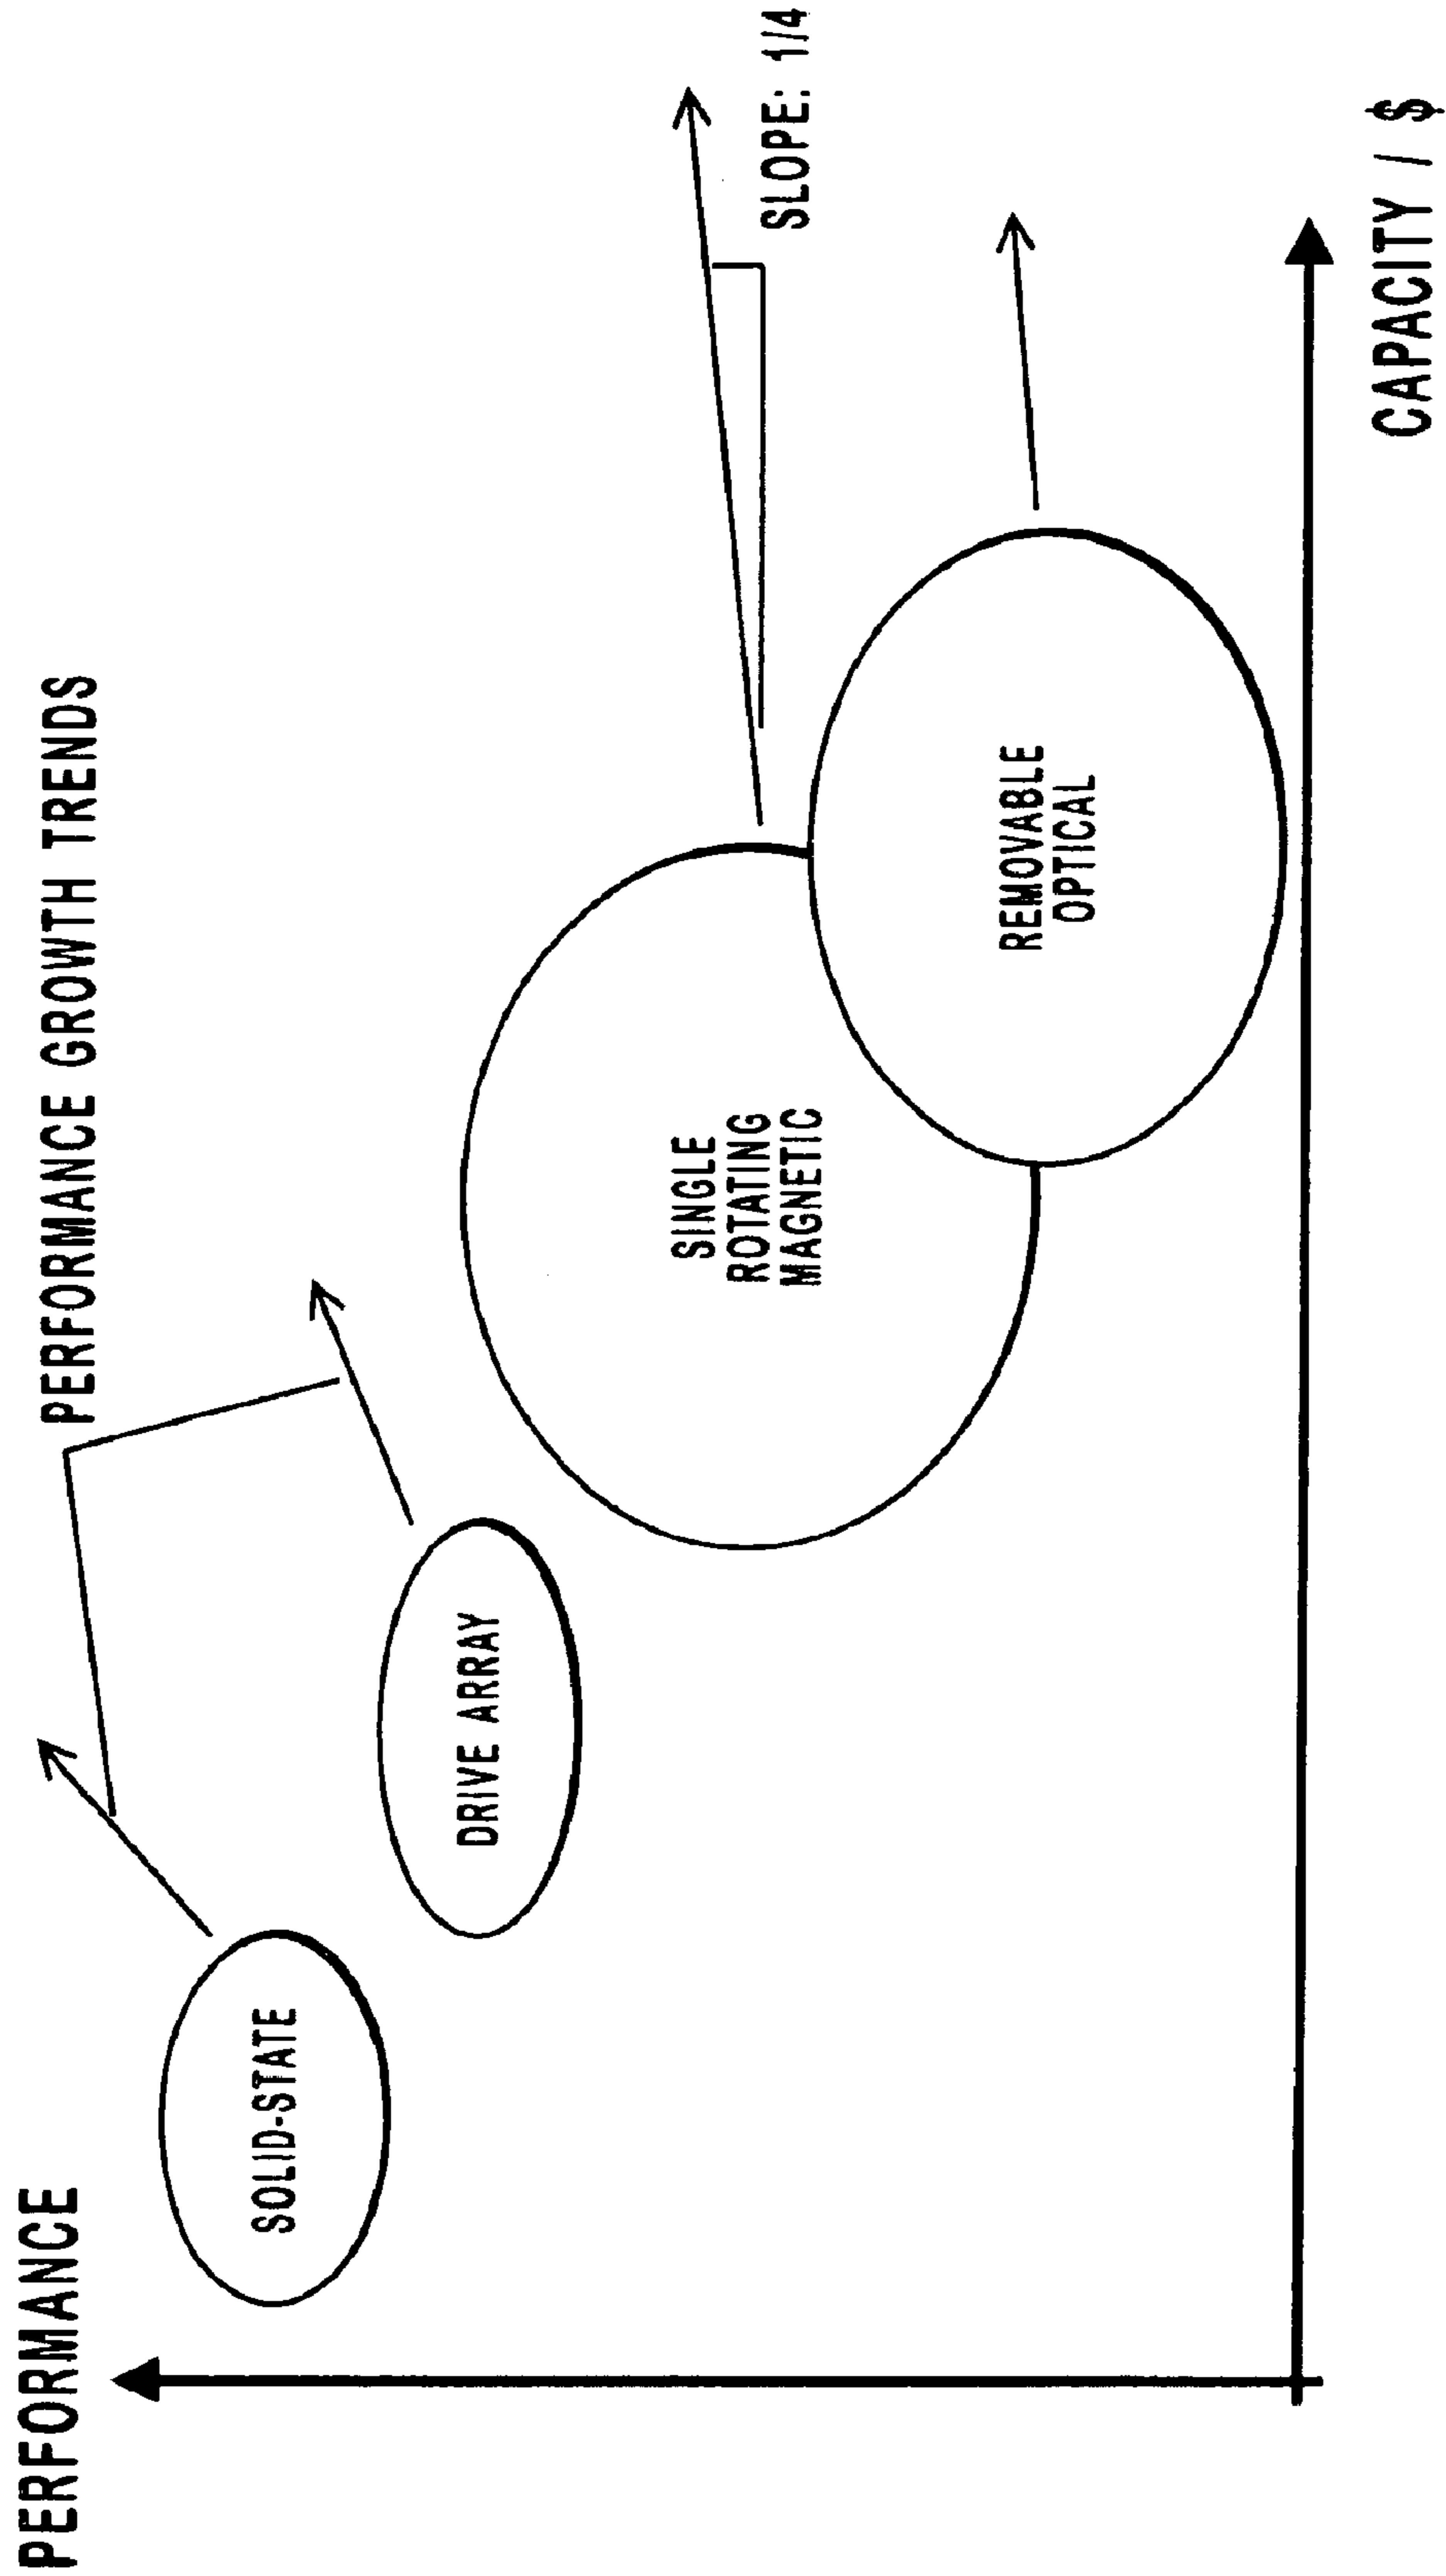 PERFORMANCE
PERFORMANCE GROWTH TRENDS
SOLID-STATE
DRIVE ARRAY
SINGLE
ROTATING
MAGNETIC
SLOPE: 1/4
REMOVABLE
OPTICAL
CAPACITY / $